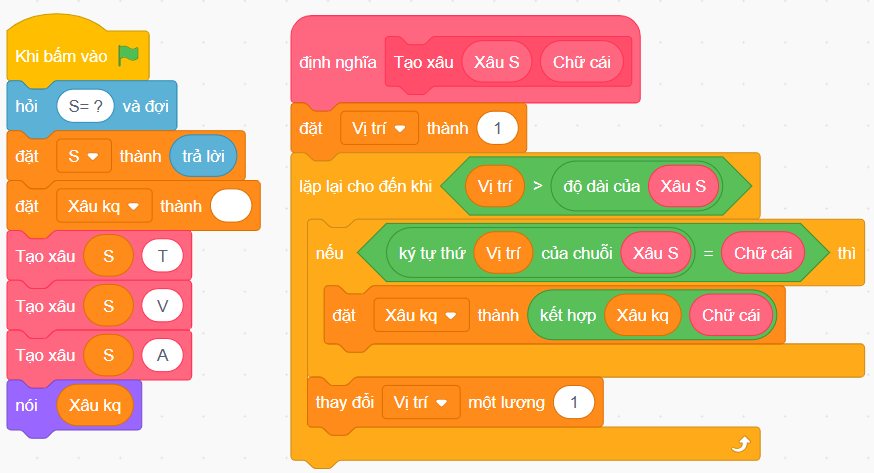 Khi bấm vào
hỏi S= ? và đợi
đặt S thành trả lời
đặt Xâu kq thành
Tạo xâu S T
Tạo xâu S V
Tạo xâu S A
nói Xâu kq
định nghĩa Tạo xâu Xâu S Chữ cái
đặt Vị trí thành 1
lặp lại cho đến khi Vị trí > độ dài của Xâu S
nếu ký tự thứ Vị trí của chuỗi Xâu S = Chữ cái thì
đặt Xâu kq thành kết hợp Xâu kq Chữ cái
thay đổi Vị trí một lượng 1